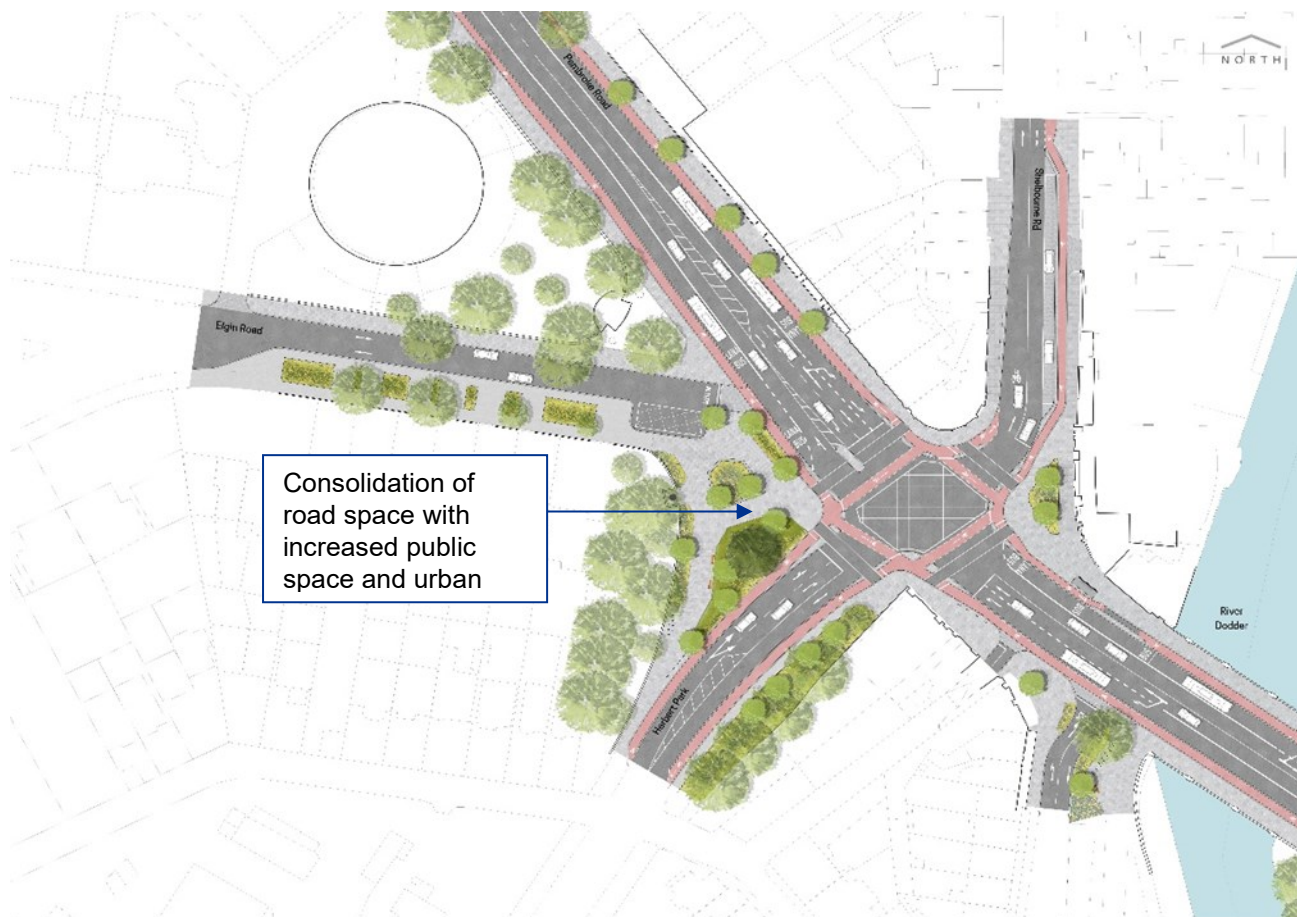 NORTH
Pembroke Road
Shelbourne Rd
Elgin Road
Consolidation of
road space with
increased public
space and urban
River
Dodder
Herbert Park